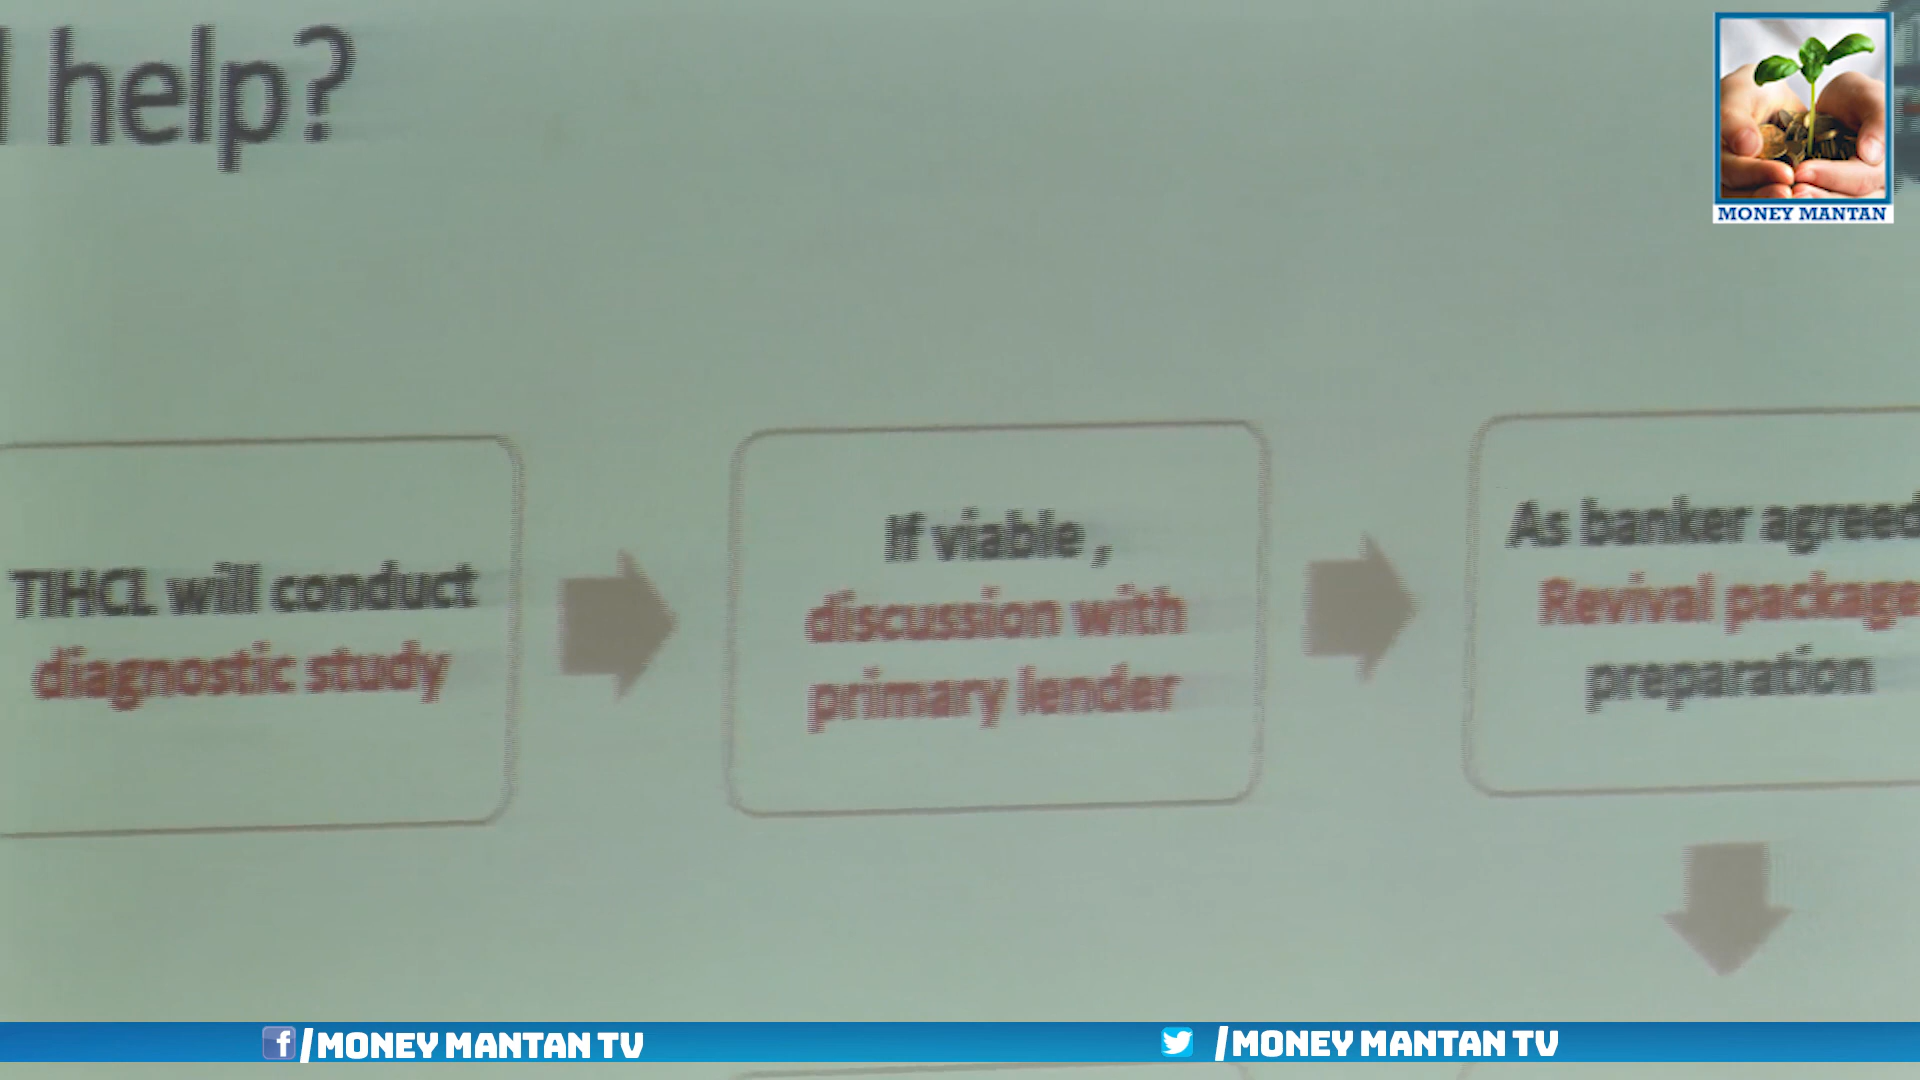 help?
MONEY MANTAN
TIHCL will conduct
diagnostic study
If viable ,
discussion with
primary lender
As banker agreed
Revival package
preparation
/MONEY MANTAN TV
/MONEY MANTAN TV